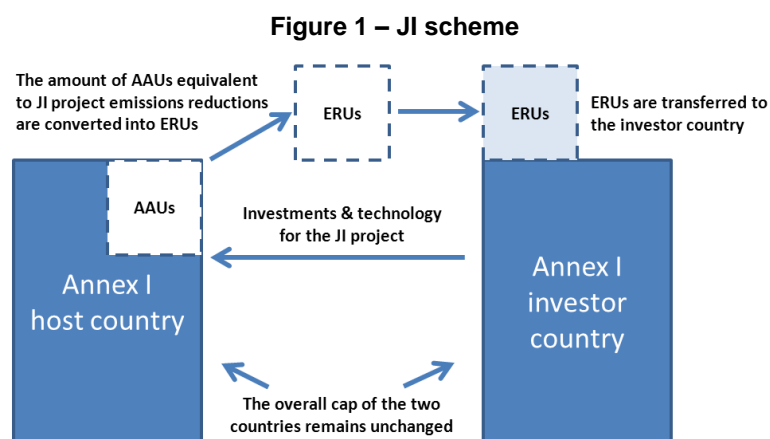 Figure 1 – JI scheme
The amount of AAUs equivalent
to JI project emissions reductions
are converted into ERUs
ERUs
ERUs
ERUs are transferred to
the investor country
AAUs
Investments & technology
for the JI project
Annex I
host country
Annex I
investor
country
The overall cap of the two
countries remains unchanged